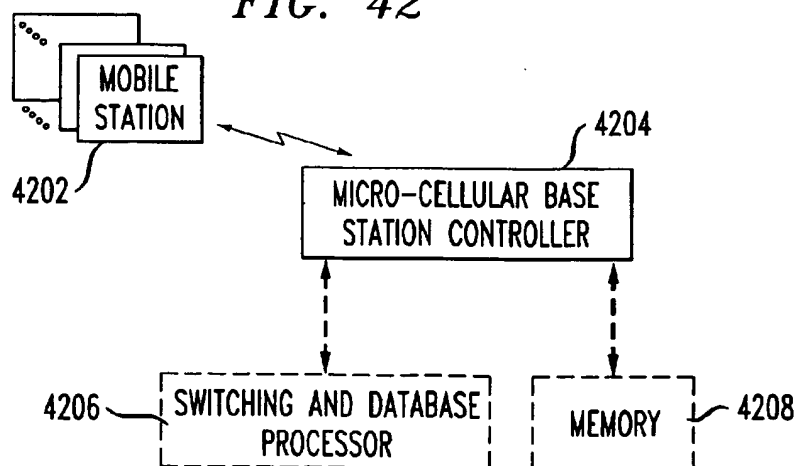 FIG. 42
MOBILE
STATION
4202
4204
MICRO-CELLULAR BASE
STATION CONTROLLER
4206
SWITCHING AND DATABASE
PROCESSOR
MEMORY
4208